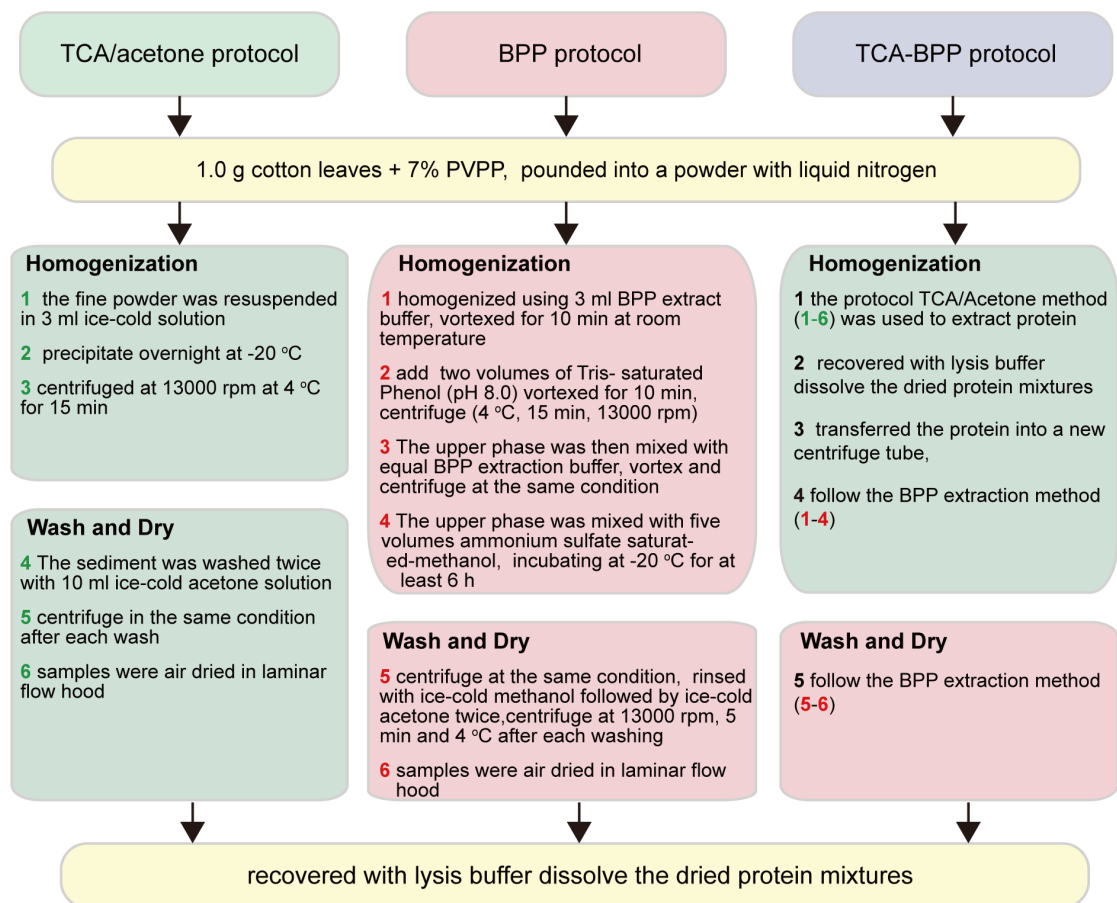 TCA/acetone protocol
BPP protocol
TCA-BPP protocol
1.0 g cotton leaves + 7% PVPP, pounded into a powder with liquid nitrogen
Homogenization
1 the fine powder was resuspended
in 3 ml ice-cold solution
2 precipitate overnight at -20 °C
3 centrifuged at 13000 rpm at 4 °C
for 15 min
Wash and Dry
4 The sediment was washed twice
with 10 ml ice-cold acetone solution
5 centrifuge in the same condition
after each wash
6 samples were air dried in laminar
flow hood
Homogenization
1 homogenized using 3 ml BPP extract
buffer, vortexed for 10 min at room
temperature
2 add two volumes of Tris- saturated
Phenol (pH 8.0) vortexed for 10 min,
centrifuge (4 °C, 15 min, 13000 rpm)
3 The upper phase was then mixed with
equal BPP extraction buffer, vortex and
centrifuge at the same condition
4 The upper phase was mixed with five
volumes ammonium sulfate saturat-
ed-methanol, incubating at -20 °C for at
least 6 h
Wash and Dry
5 centrifuge at the same condition, rinsed
with ice-cold methanol followed by ice-cold
acetone twice,centrifuge at 13000 rpm, 5
min and 4 °C after each washing
6 samples were air dried in laminar flow
hood
Homogenization
1 the protocol TCA/Acetone method
(1-6) was used to extract protein
2 recovered with lysis buffer
dissolve the dried protein mixtures
3 transferred the protein into a new
centrifuge tube,
4 follow the BPP extraction method
(1-4)
Wash and Dry
5 follow the BPP extraction method
(5-6)
recovered with lysis buffer dissolve the dried protein mixtures